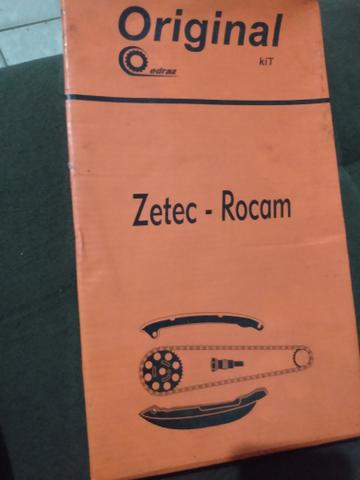 Original
edraz
kiT
Zetec - Rocam